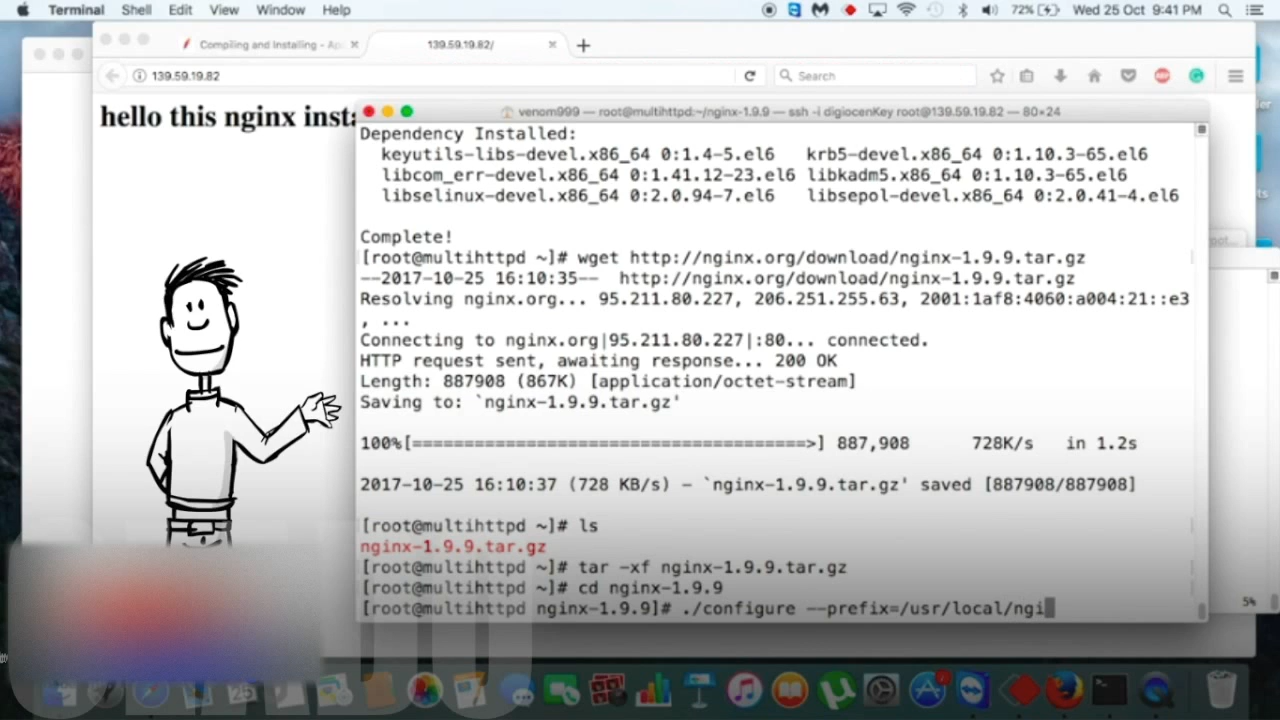 Terminal Shell Edit View Window Help 72% Wed 25 Oct 9:41 PM
Compiling and Installing - Ap
139.59.19.82/
139.59.19.82
Search
hello this nginx insta
venom999 — root@multihttpd:~/nginx-1.9.9 — ssh -i digiocenKey root@139.59.19.82 — 80×24
Dependency Installed:
keyutils-libs-devel.x86_64 0:1.4-5.el6 krb5-devel.x86_64 0:1.10.3-65.el6
libcom_err-devel.x86_64 0:1.41.12-23.el6 libkadm5.x86_64 0:1.10.3-65.el6
libselinux-devel.x86_64 0:2.0.94-7.el6 libsepol-devel.x86_64 0:2.0.41-4.el6
Complete!
[root@multihttpd ~]# wget http://nginx.org/download/nginx-1.9.9.tar.gz
--2017-10-25 16:10:35-- http://nginx.org/download/nginx-1.9.9.tar.gz
Resolving nginx.org... 95.211.80.227, 206.251.255.63, 2001:1af8:4060:a004:21::e3
, ...
Connecting to nginx.org|95.211.80.227|:80... connected.
HTTP request sent, awaiting response... 200 OK
Length: 887908 (867K) [application/octet-stream]
Saving to: `nginx-1.9.9.tar.gz'
100%[======================================>] 887,908 728K/s in 1.2s
2017-10-25 16:10:37 (728 KB/s) - `nginx-1.9.9.tar.gz' saved [887908/887908]
[root@multihttpd ~]# ls
nginx-1.9.9.tar.gz
[root@multihttpd ~]# tar -xf nginx-1.9.9.tar.gz
[root@multihttpd ~]# cd nginx-1.9.9
[root@multihttpd nginx-1.9.9]# ./configure --prefix=/usr/local/ngi
5%